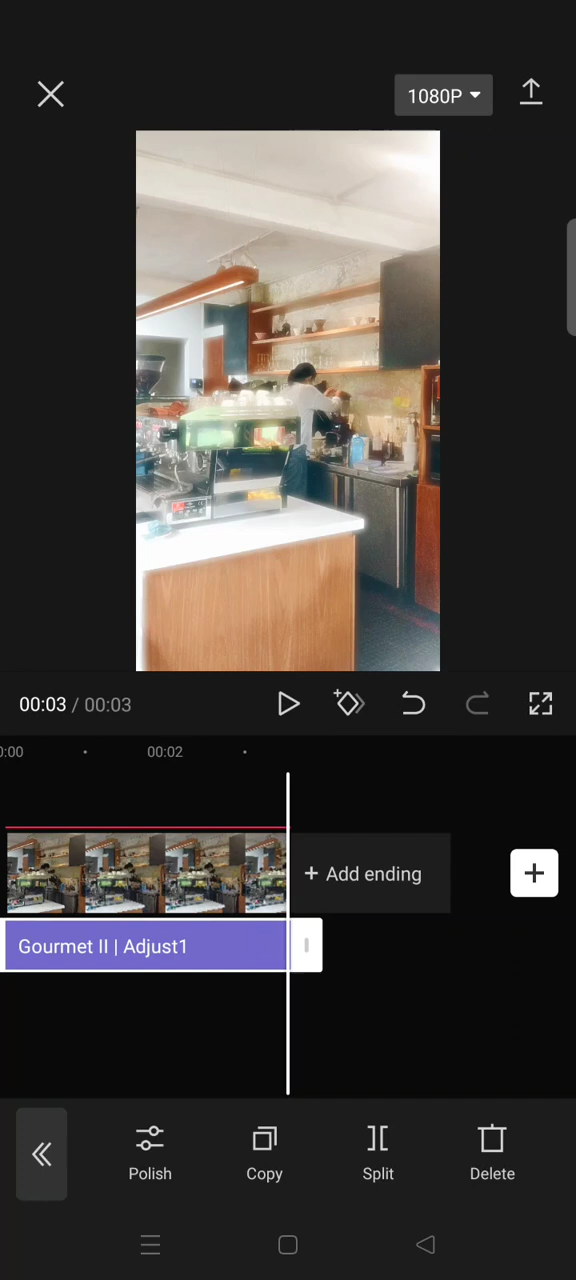 1080P
00:03 / 00:03
0:00
00:02
+ Add ending
Gourmet II | Adjust1
Polish
Copy
Split
Delete